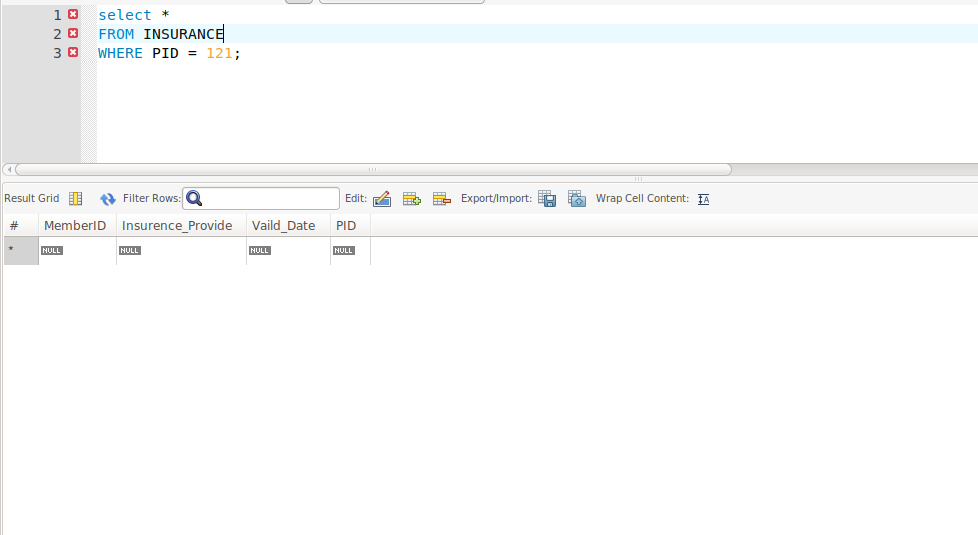 1 select *
2 FROM INSURANCE
3 WHERE PID = 121;
Result Grid Filter Rows: Edit: Export/Import: Wrap Cell Content: IA
# MemberID Insurence_Provide Vaild_Date PID
* NULL NULL NULL NULL